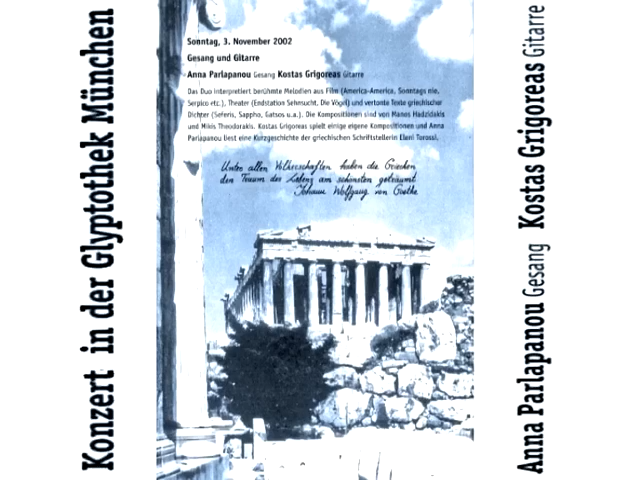 Konzert in der Glyptothek München
Sonntag, 3. November 2002
Gesang und Gitarre
Anna Parlapanou Gesang Kostas Grigoreas Gitarre
Das Duo interpretiert berühmte Melodien aus Film (America-America, Sonntags nie,
Serpico etc.), Theater (Endstation Sehnsucht, Die Vögel) und vertonte Texte griechischer
Dichter (Seferis, Sappho, Gatsos u.a.). Die Kompositionen sind von Manos Hadzidakis
und Mikis Theodorakis. Kostas Grigoreas spielt einige eigene Kompositionen und Anna
Parlapanou liest eine Kurzgeschichte der griechischen Schriftstellerin Eleni Torossi.
Unter allen Völkerschaften haben die Griechen
den Traum des Lebens am schönsten geträumt
Johann Wolfgang von Goethe
Anna Parlapanou Gesang Kostas Grigoreas Gitarre